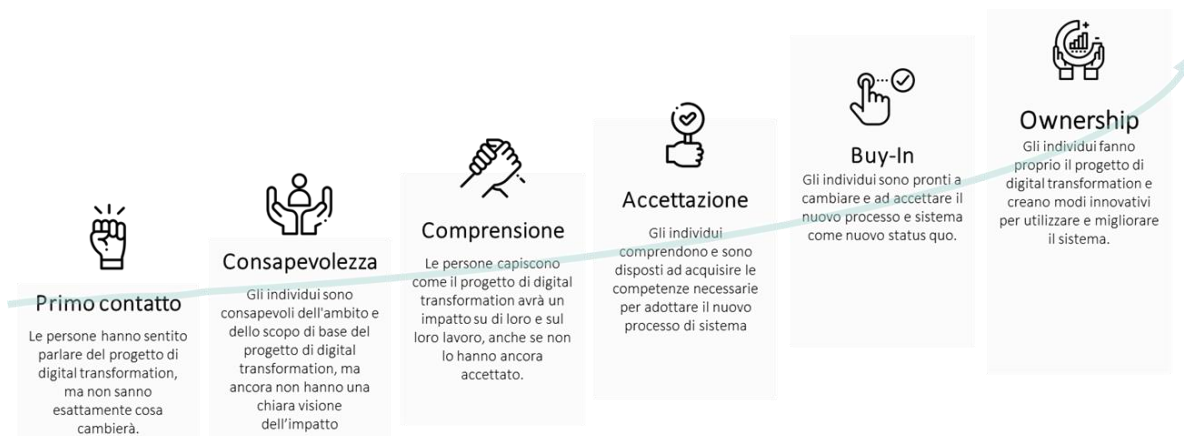 Primo contatto
Le persone hanno sentito
parlare del progetto di
digital transformation,
ma non sanno
esattamente cosa
cambierà.
Consapevolezza
Gli individui sono
consapevoli dell'ambito e
dello scopo di base del
progetto di digital
transformation, ma
ancora non hanno una
chiara visione
dell’impatto
Comprensione
Le persone capiscono
come il progetto di digital
transformation avrà un
impatto su di loro e sul
loro lavoro, anche se non
lo hanno ancora
accettato.
Accettazione
Gli individui
comprendono e sono
disposti ad acquisire le
competenze necessarie
per adottare il nuovo
processo di sistema
Buy-In
Gli individui sono pronti a
cambiare e ad accettare il
nuovo processo e sistema
come nuovo status quo.
Ownership
Gli individui fanno
proprio il progetto di
digital transformation e
creano modi innovativi
per utilizzare e migliorare
il sistema.